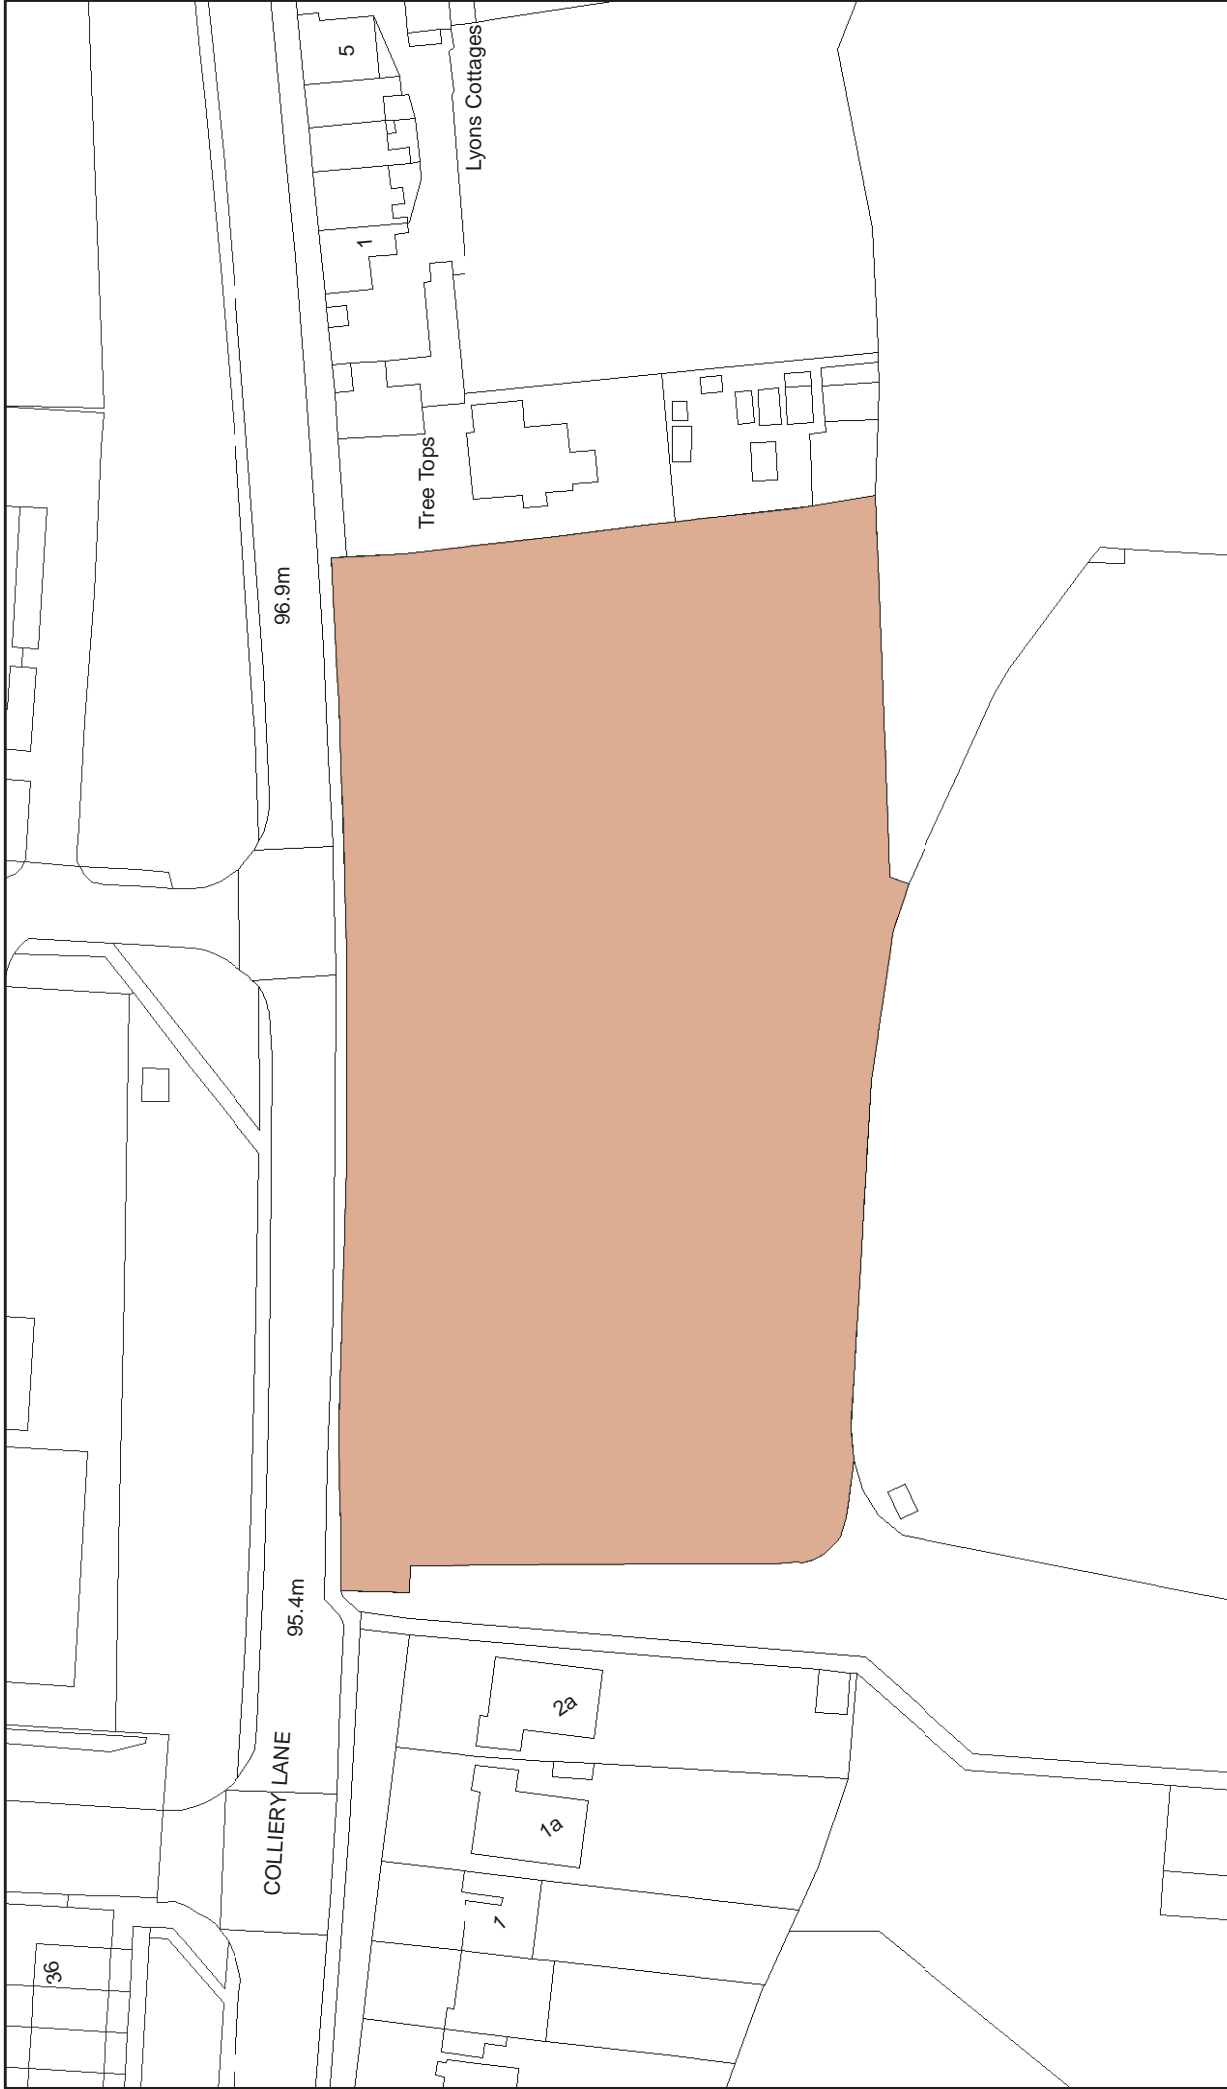 5
Lyons Cottages
1
Tree Tops
96.9m
95.4m
COLLIERY LANE
2a
1a
1
36